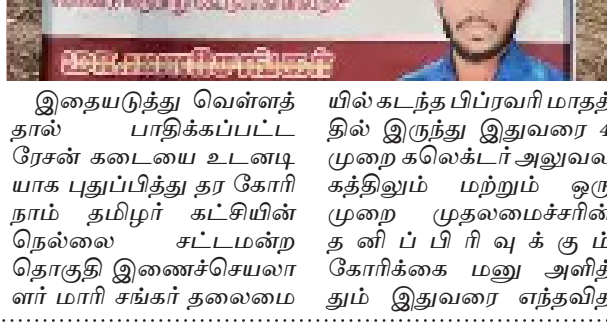 இதையடுத்து வெள்ளத்
தால் பாதிக்கப்பட்ட
ரேசன் கடையை உடனடி
யாக புதுப்பித்து தர கோரி
நாம் தமிழர் கட்சியின்
நெல்லை சட்டமன்ற
தொகுதி இணைச்செயலா
ளர் மாரி சங்கர் தலைமை
யில் கடந்த பிப்ரவரி மாதத்
தில் இருந்து இதுவரை 4
முறை கலெக்டர் அலுவல
கத்திலும் மற்றும் ஒரு
முறை முதலமைச்சரின்
தனிப்பிரிவுக்கும்
கோரிக்கை மனு அளித்
தும் இதுவரை எந்தவித